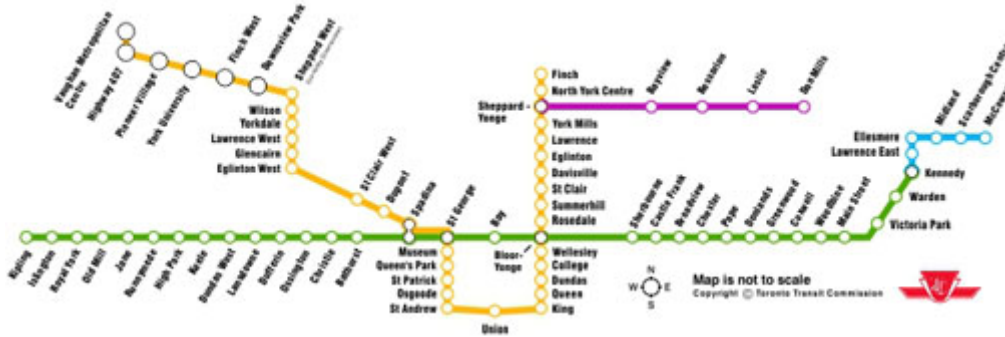 Vaughan Metropolitan
Centre
Highway 407
Pioneer Village
York University
Finch West
Downsview Park
Sheppard West
Wilson
Yorkdale
Lawrence West
Glencairn
Eglinton West
St Clair West
Dupont
Spadina
St George
Bay
Finch
North York Centre
Sheppard -
Yonge
Bayview
Bessarion
Leslie
Don Mills
York Mills
Lawrence
Eglinton
Davisville
St Clair
Summerhill
Rosedale
Bloor-
Yonge
Museum
Queen's Park
St Patrick
Osgoode
St Andrew
Union
Wellesley
College
Dundas
Queen
King
Kipling
Islington
Royal York
Old Mill
Jane
Runnymede
High Park
Keele
Dundas West
Lansdowne
Dufferin
Ossington
Christie
Bathurst
Sherbourne
Castle Frank
Broadview
Chester
Pape
Donlands
Greenwood
Coxwell
Woodbine
Main Street
Victoria Park
Warden
Kennedy
Lawrence East
Ellesmere
Midland
Scarborough Centre
McCow
N
W E
S
Map is not to scale
Copyright © Toronto Transit Commission